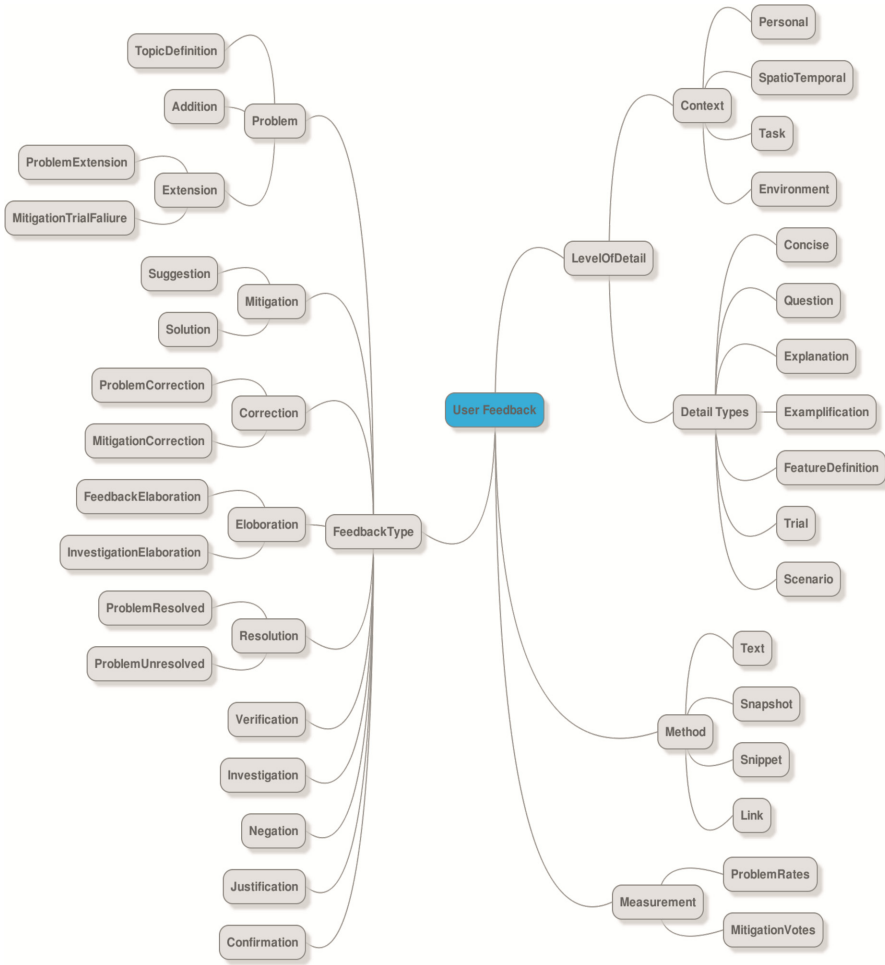 User Feedback
FeedbackType
Problem
TopicDefinition
Addition
Extension
ProblemExtension
MitigationTrialFaliure
Mitigation
Suggestion
Solution
Correction
ProblemCorrection
MitigationCorrection
Eloboration
FeedbackElaboration
InvestigationElaboration
Resolution
ProblemResolved
ProblemUnresolved
Verification
Investigation
Negation
Justification
Confirmation
LevelOfDetail
Context
Personal
SpatioTemporal
Task
Environment
Detail Types
Concise
Question
Explanation
Examplification
FeatureDefinition
Trial
Scenario
Method
Text
Snapshot
Snippet
Link
Measurement
ProblemRates
MitigationVotes